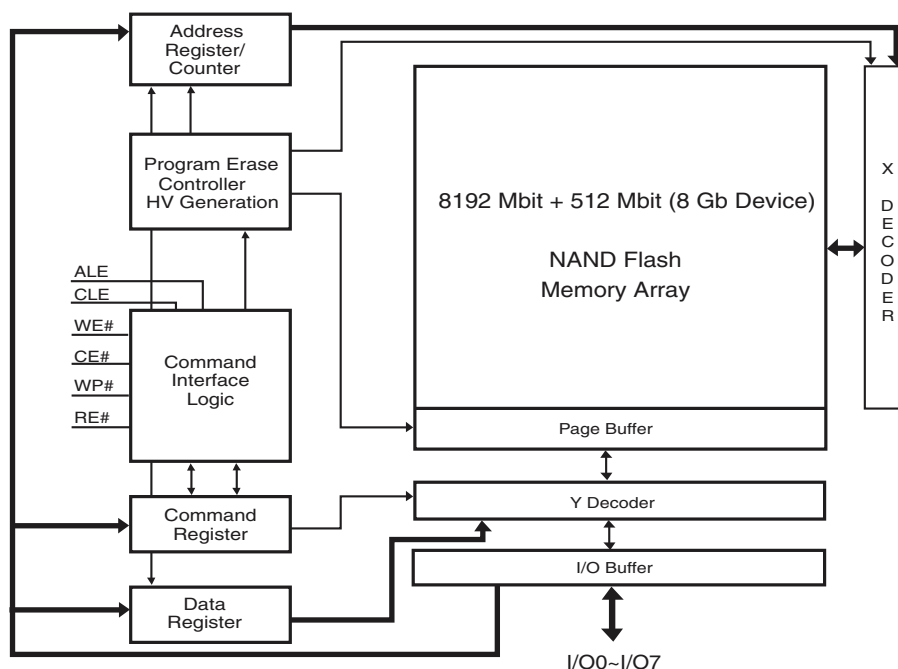 Address
Register/
Counter
Program Erase
Controller
HV Generation
ALE
CLE
WE#
CE#
WP#
RE#
Command
Interface
Logic
Command
Register
Data
Register
8192 Mbit + 512 Mbit (8 Gb Device)
NAND Flash
Memory Array
Page Buffer
Y Decoder
I/O Buffer
I/O0~I/O7
X
D
E
C
O
D
E
R